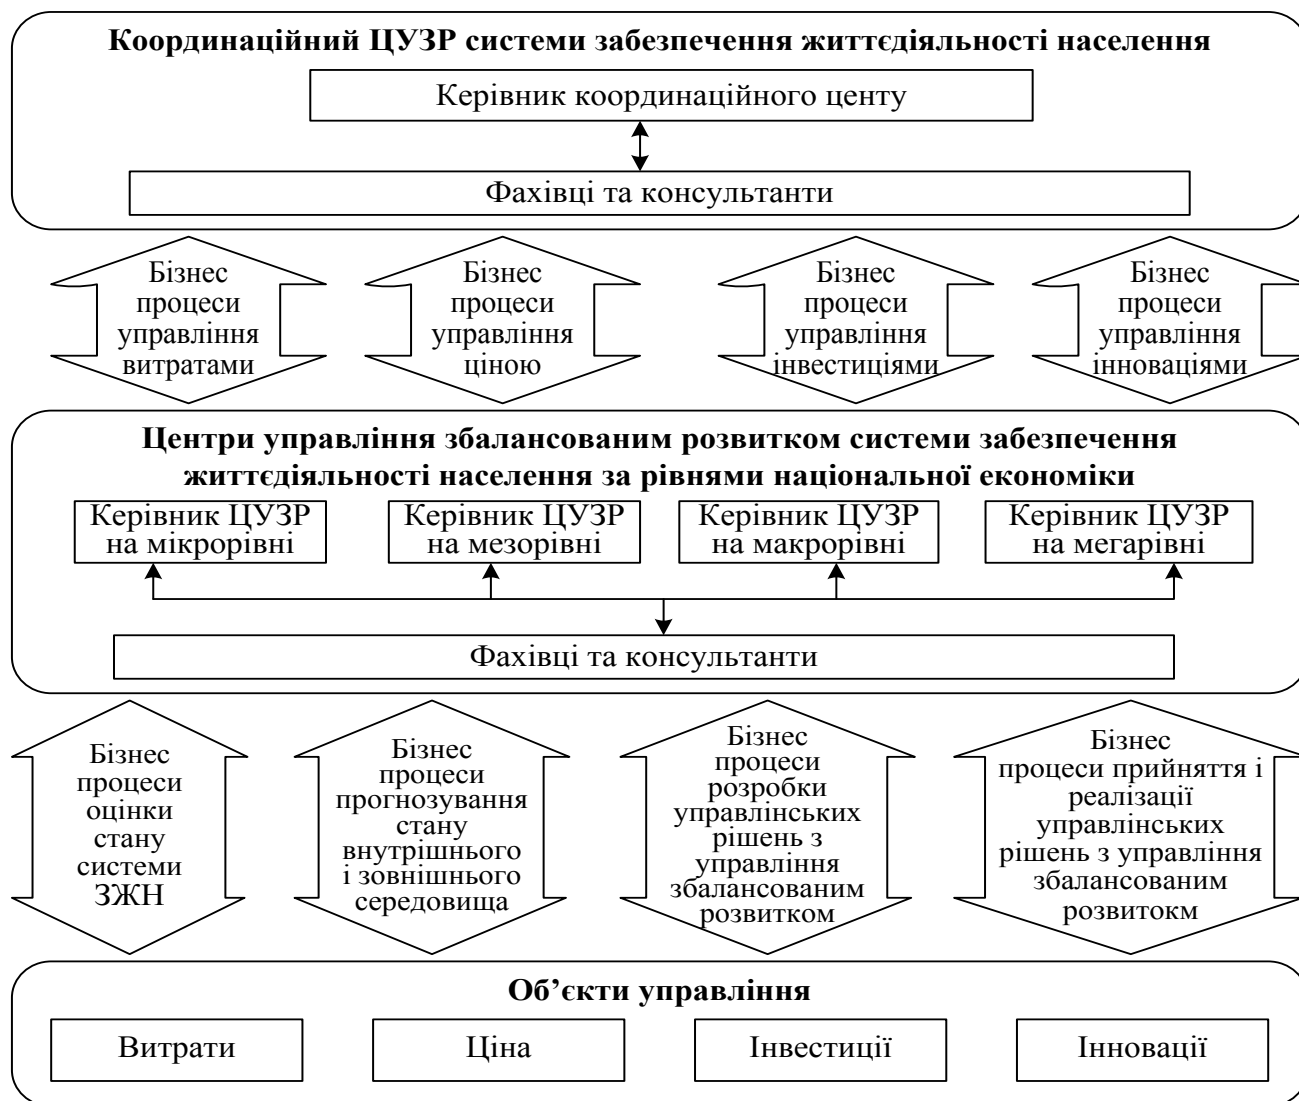 Координаційний ЦУЗР системи забезпечення життєдіяльності населення
Керівник координаційного центу
Фахівці та консультанти
Бізнес
процеси
управління
витратами
Бізнес
процеси
управління
ціною
Бізнес
процеси
управління
інвестиціями
Бізнес
процеси
управління
інноваціями
Центри управління збалансованим розвитком системи забезпечення
життєдіяльності населення за рівнями національної економіки
Керівник ЦУЗР
на мікрорівні
Керівник ЦУЗР
на мезорівні
Керівник ЦУЗР
на макрорівні
Керівник ЦУЗР
на мегарівні
Фахівці та консультанти
Бізнес
процеси
оцінки
стану
системи
ЗЖН
Бізнес
процеси
прогнозування
стану
внутрішнього
і зовнішнього
середовища
Бізнес
процеси
розробки
управлінських
рішень з
управління
збалансованим
розвитком
Бізнес
процеси прийняття і
реалізації
управлінських
рішень з управління
збалансованим
розвитокм
Об’єкти управління
Витрати
Ціна
Інвестиції
Інновації